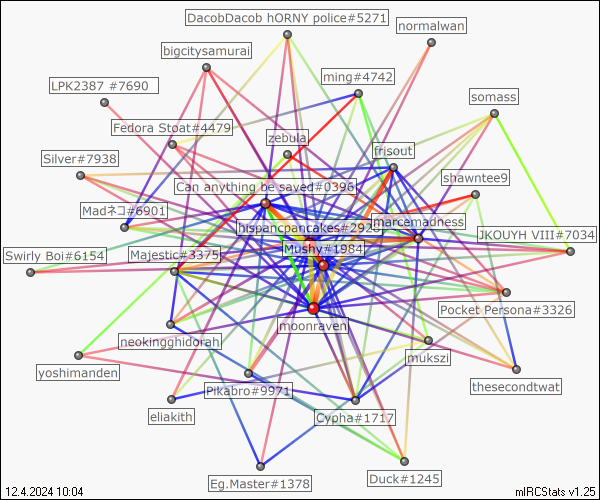 DacobDacob hORNY police#5271
normalwan
bigcitysamurai
ming#4742
LPK2387 #7690
somass
Fedora Stoat#4479
zebula
frisout
Silver#7938
shawntee9
Can anything be saved#0396
Madネコ#6901
hispancpancakes#2928
marcemadness
JKOUYH VIII#7034
Swirly Boi#6154
Majestic#3375
Mushy#1984
Pocket Persona#3326
moonraven
neokingghidorah
mukszi
yoshimanden
thesecondtwat
Pikabro#9971
eliakith
Cypha#1717
Duck#1245
Eg.Master#1378
12.4.2024 10:04
mIRCStats v1.25